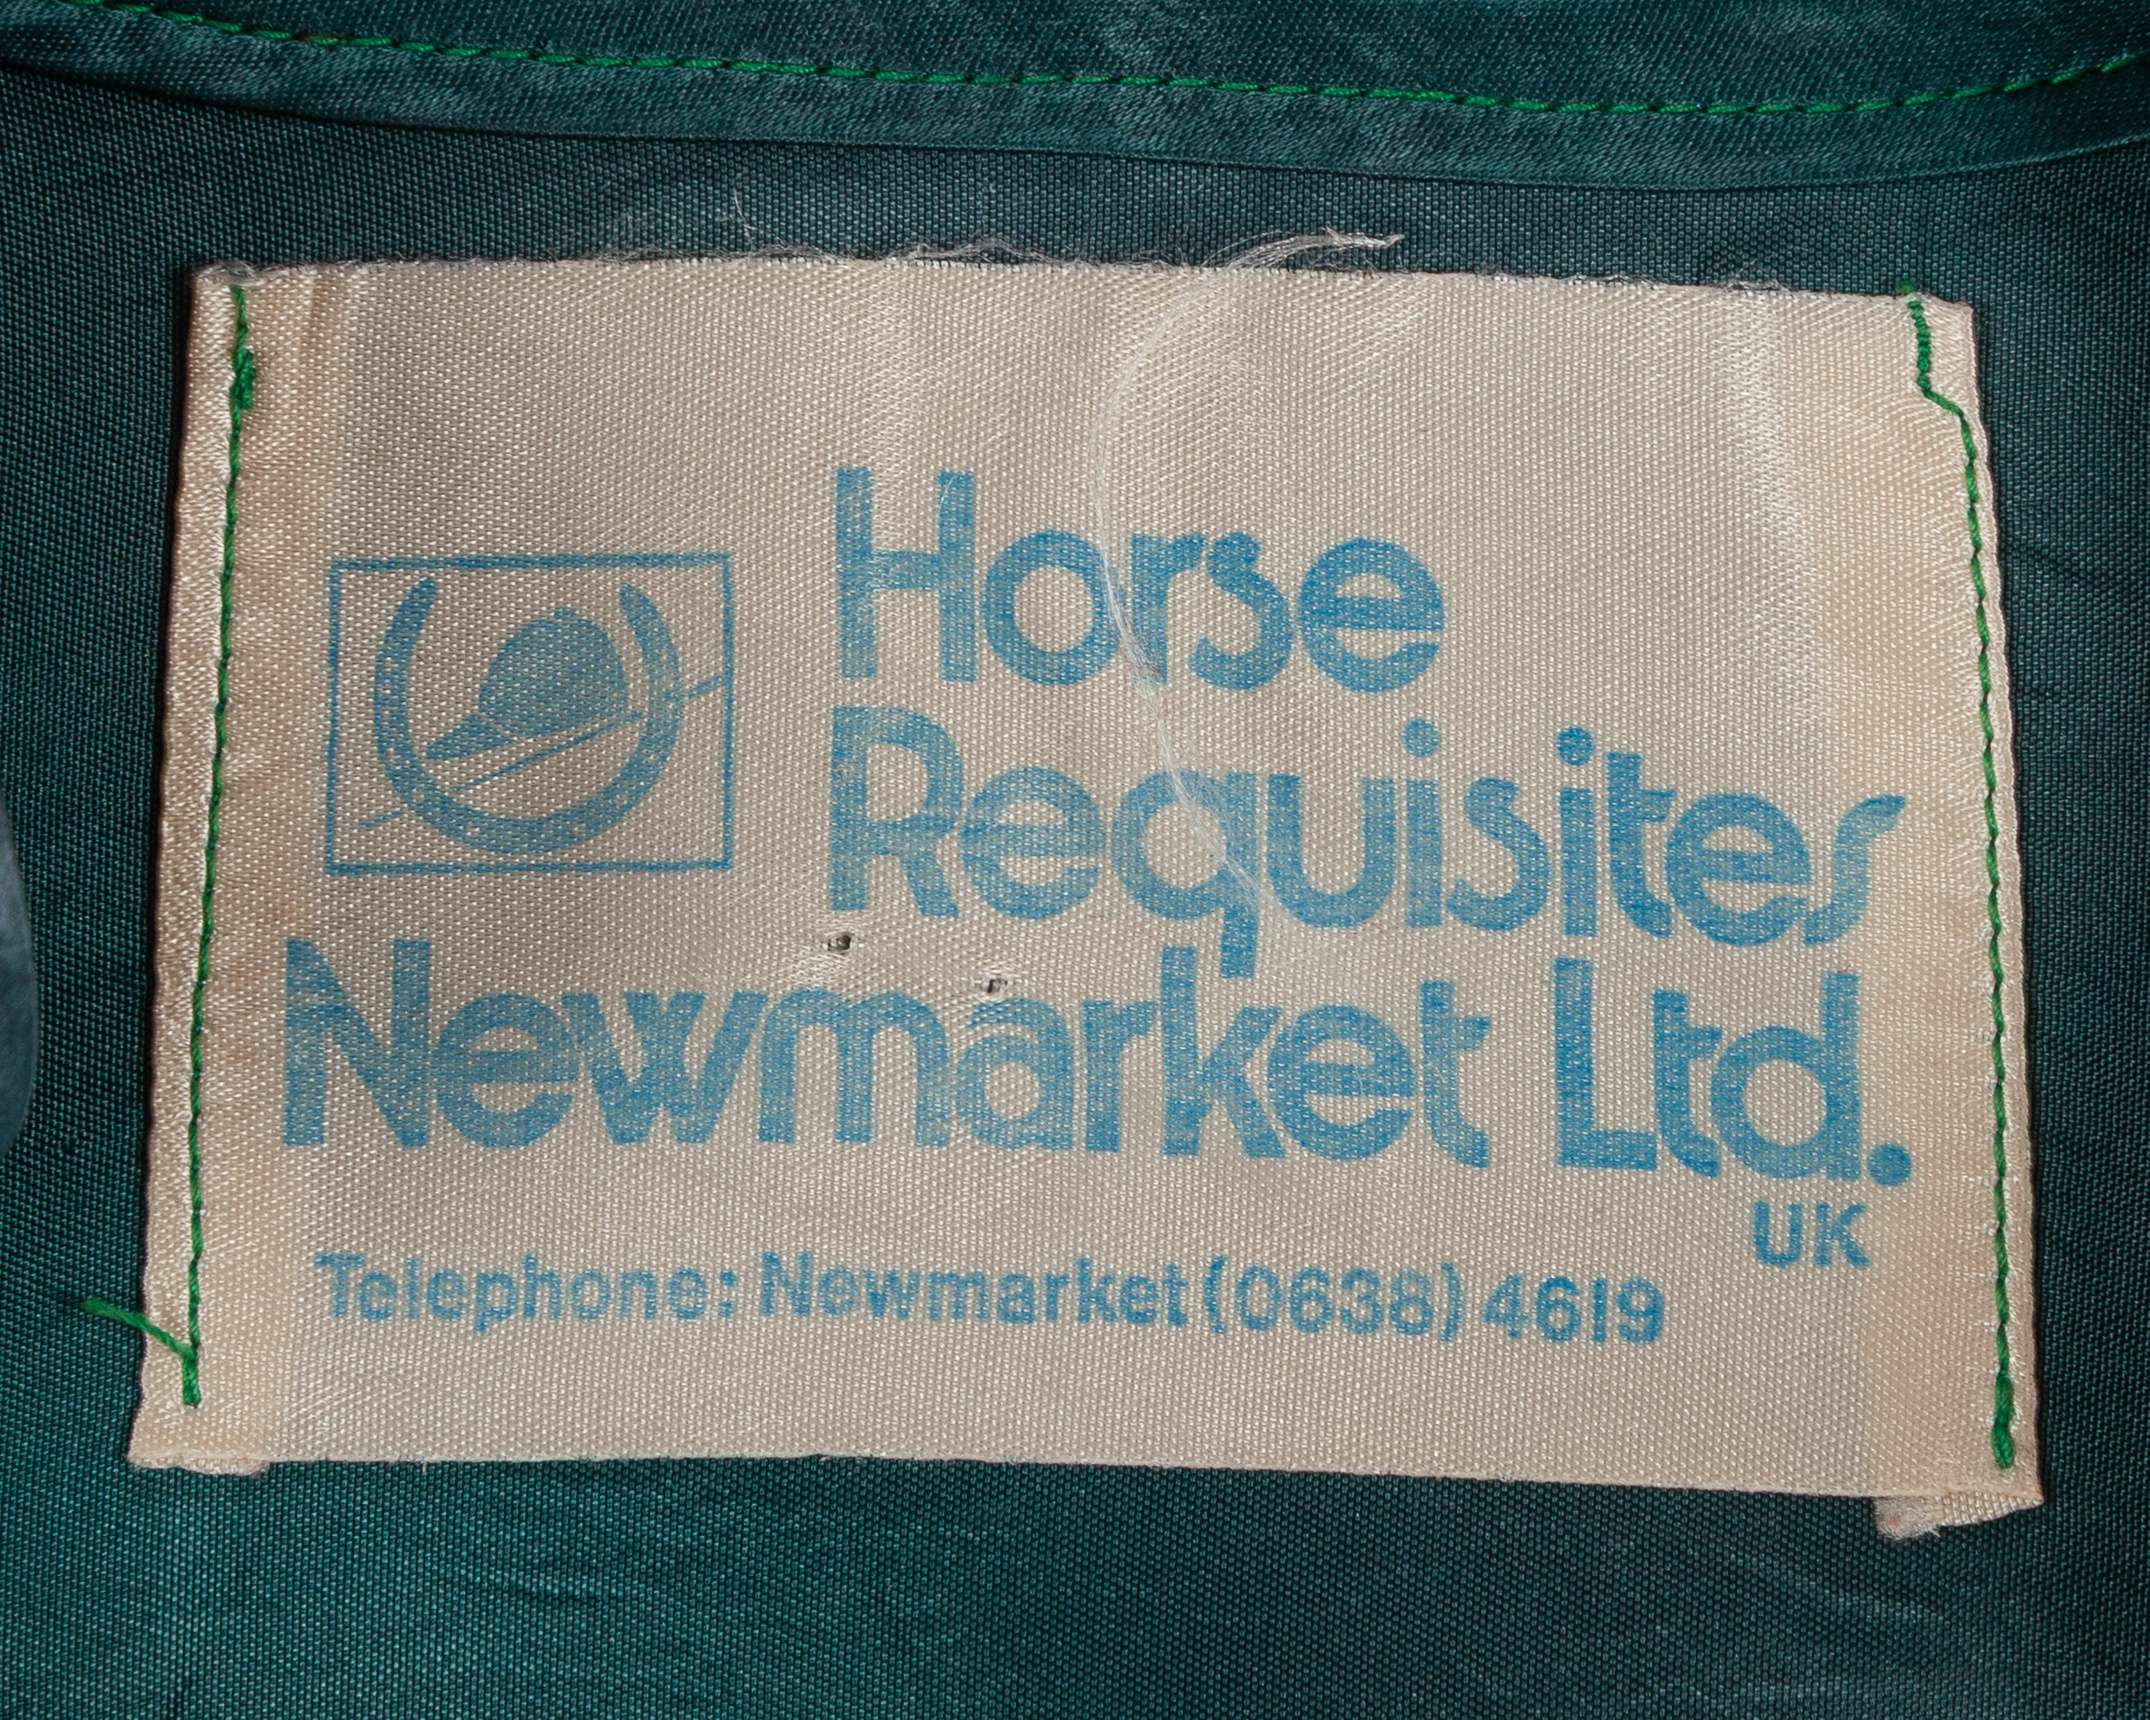 Horse
Requisites
Newmarket Ltd.
UK
Telephone: Newmarket (0638) 4619